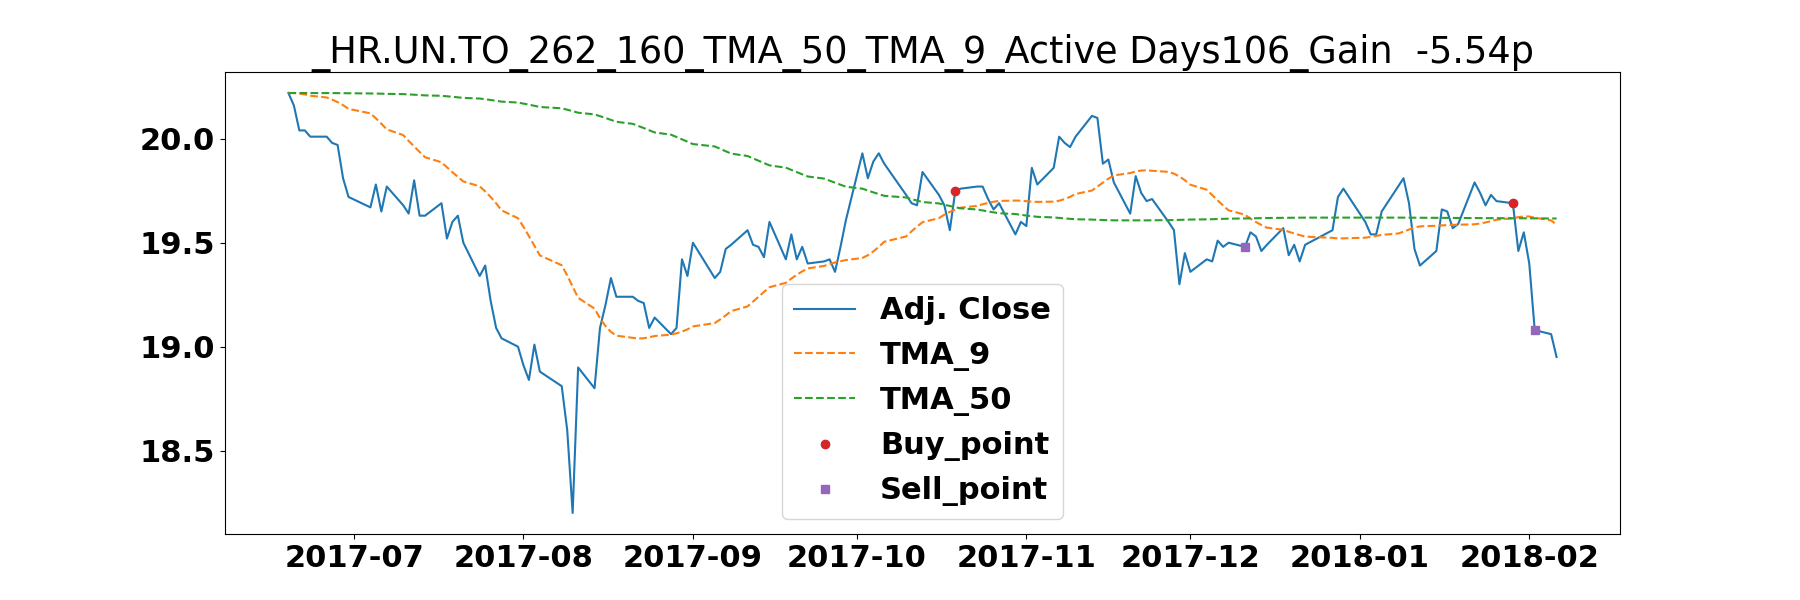 _HR.UN.TO_262_160_TMA_50_TMA_9_Active Days106_Gain  -5.54p
20.0
19.5
19.0
18.5
Adj. Close
TMA_9
TMA_50
Buy_point
Sell_point
2017-07 2017-08 2017-09 2017-10 2017-11 2017-12 2018-01 2018-02